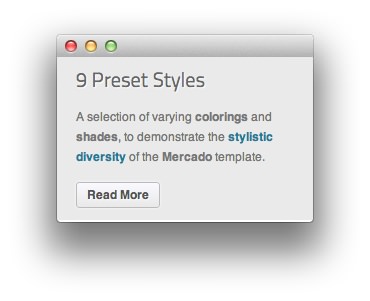 9 Preset Styles
A selection of varying colorings and
shades, to demonstrate the stylistic
diversity of the Mercado template.
Read More